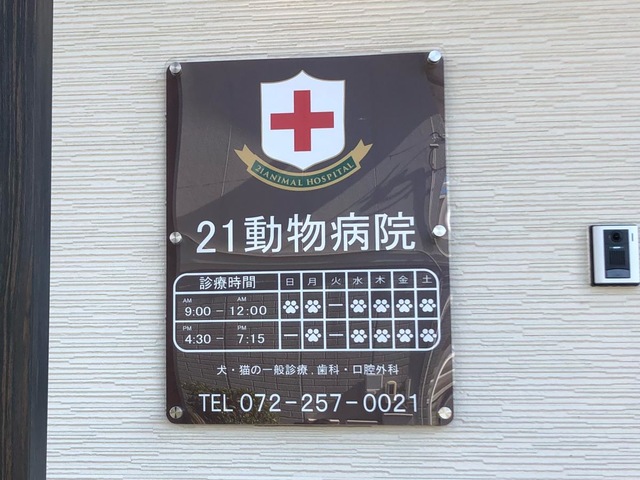 21ANIMAL HOSPITAL
21動物病院
診療時間 日 月 火 水 木 金 土
AM 9:00 - AM 12:00 — —
PM 4:30 - PM 7:15 — —
犬・猫の一般診療,歯科・口腔外科
TEL 072-257-0021